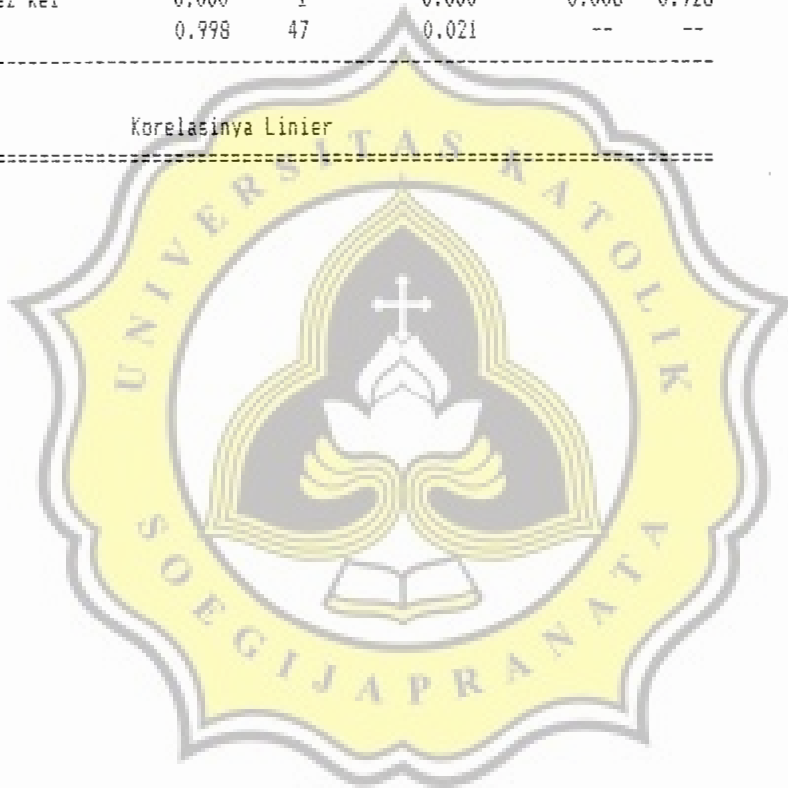 0.998 47 0.021 -- --
Korelasinya Linier
UNIVERSITAS KATOLIK
SOEGIJAPRANATA